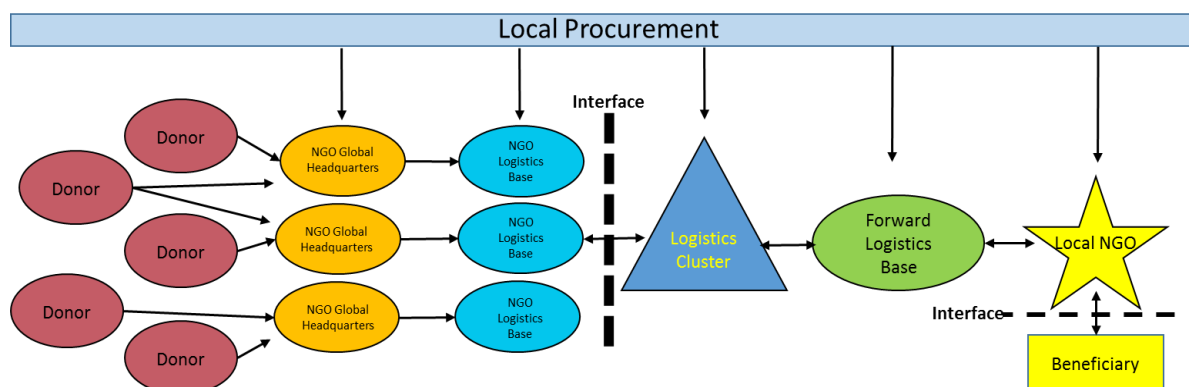 Local Procurement
Interface
Donor
NGO Global
Headquarters
NGO
Logistics
Base
Donor
Donor
NGO Global
Headquarters
NGO
Logistics
Base
Logistics
Cluster
Forward
Logistics
Base
Local NGO
Donor
NGO Global
Headquarters
NGO
Logistics
Base
Interface
Donor
Beneficiary